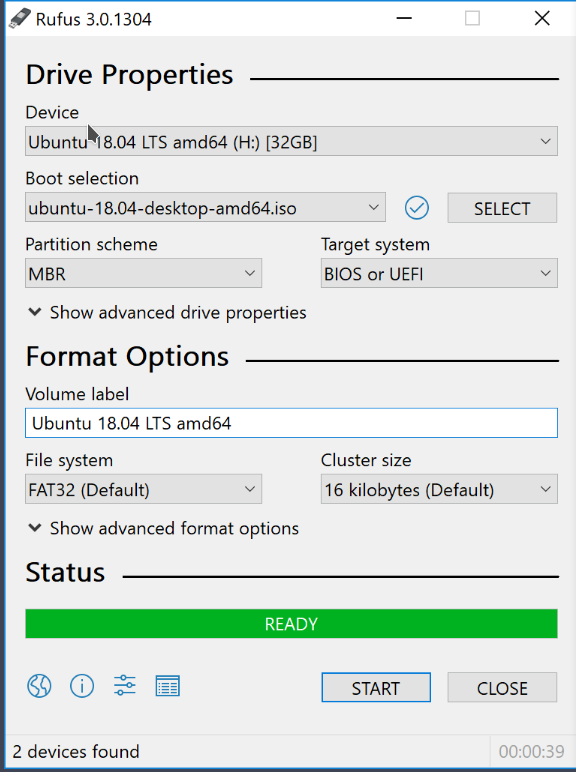 Rufus 3.0.1304
Drive Properties
Device
Ubuntu 18.04 LTS amd64 (H:) [32GB]
Boot selection
ubuntu-18.04-desktop-amd64.iso
SELECT
Partition scheme
Target system
MBR
BIOS or UEFI
Show advanced drive properties
Format Options
Volume label
Ubuntu 18.04 LTS amd64
File system
Cluster size
FAT32 (Default)
16 kilobytes (Default)
Show advanced format options
Status
READY
START
CLOSE
2 devices found
00:00:39